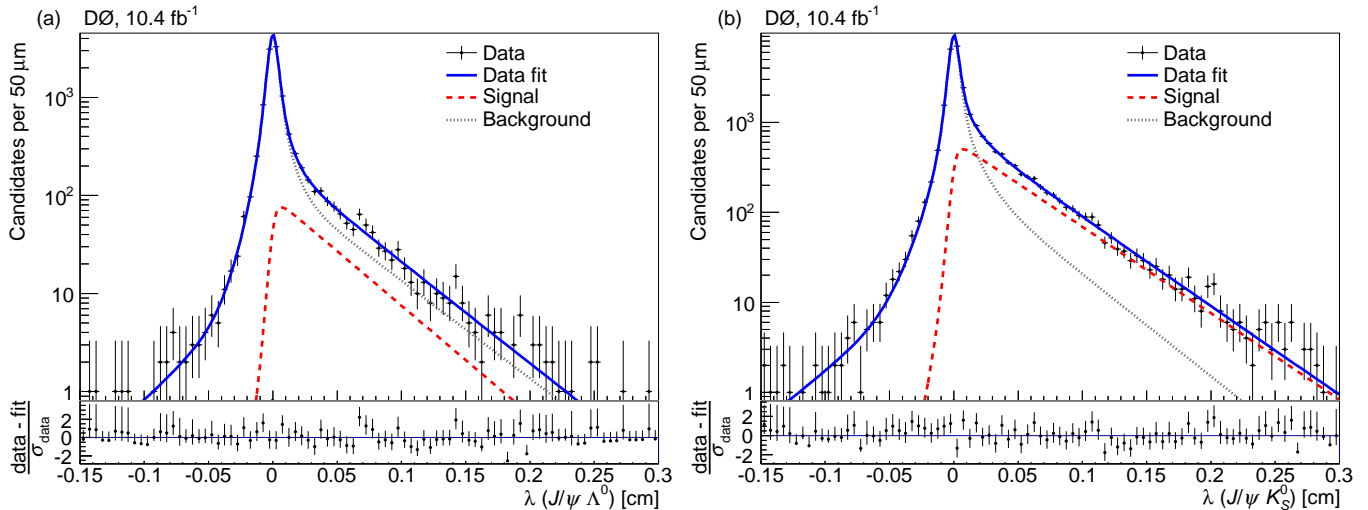 (a) DØ, 10.4 fb⁻¹
Candidates per 50 μm
10³
10²
10
1
Data
Data fit
Signal
Background
data - fit
σdata
2
0
-2
-0.15 -0.1 -0.05 0 0.05 0.1 0.15 0.2 0.25 0.3
λ (J/ψ Λ⁰) [cm]
(b) DØ, 10.4 fb⁻¹
Candidates per 50 μm
10³
10²
10
1
Data
Data fit
Signal
Background
data - fit
σdata
2
0
-2
-0.15 -0.1 -0.05 0 0.05 0.1 0.15 0.2 0.25 0.3
λ (J/ψ K⁰S) [cm]